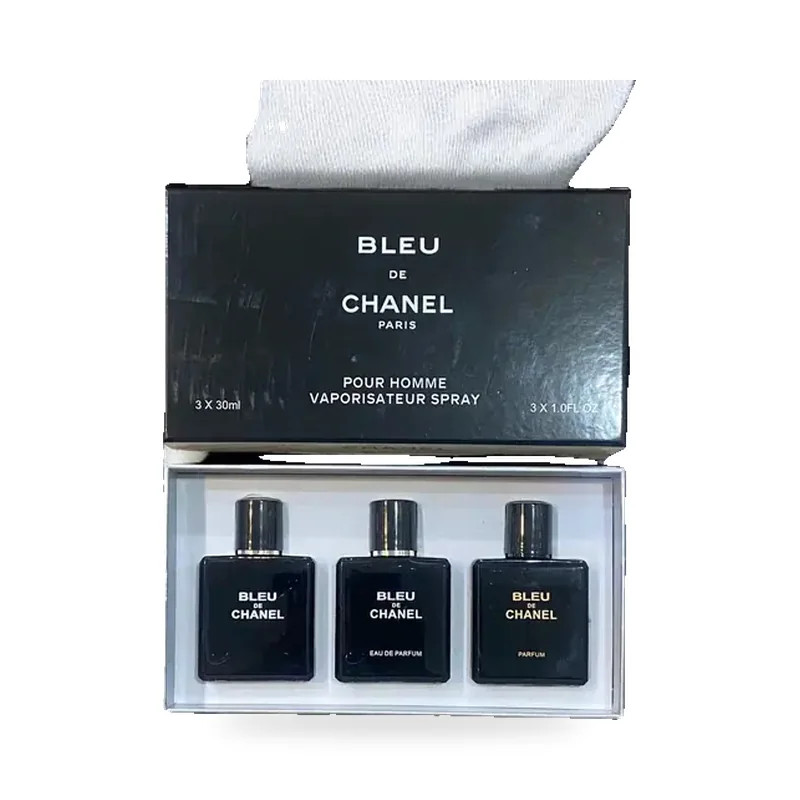 BLEU
DE
CHANEL
PARIS
POUR HOMME
VAPORISATEUR SPRAY
3 X 30ml
3 X 1.0FL OZ
BLEU
DE
CHANEL
BLEU
DE
CHANEL
EAU DE PARFUM
BLEU
DE
CHANEL
PARFUM